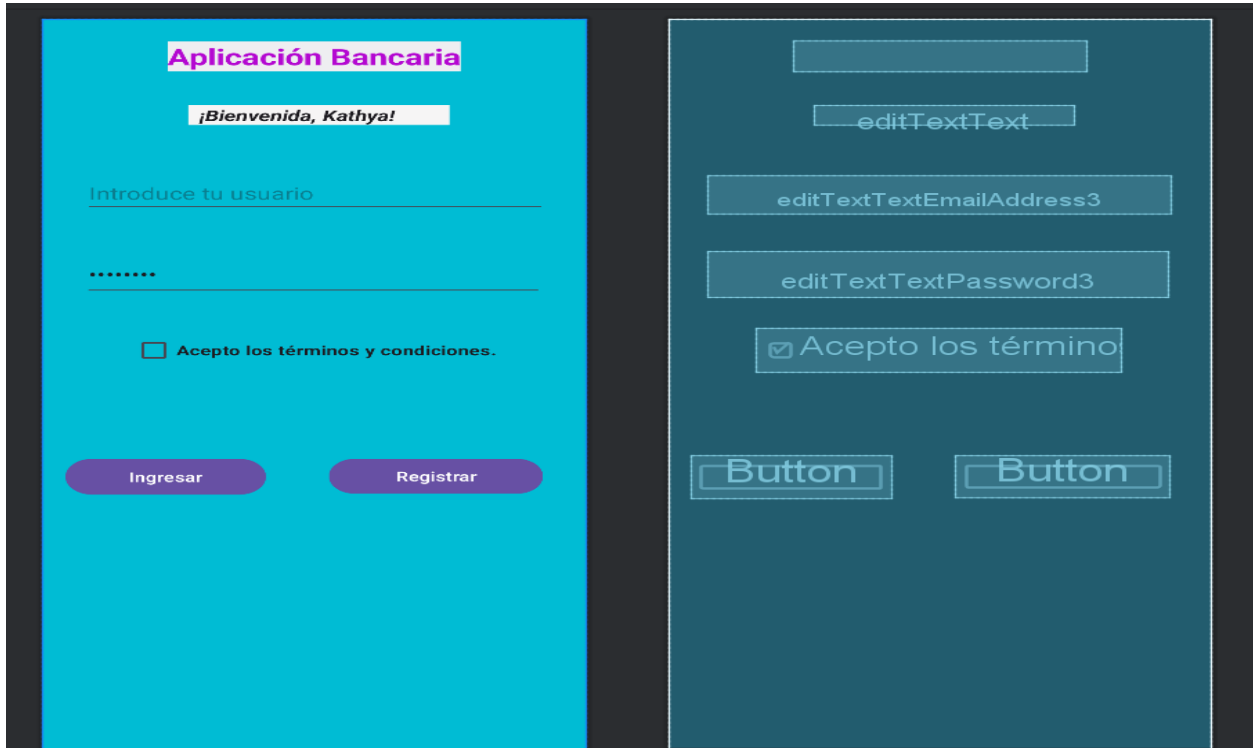 Aplicación Bancaria
¡Bienvenida, Kathya!
Introduce tu usuario
••••••••
Acepto los términos y condiciones.
Ingresar
Registrar
editTextText
editTextTextEmailAddress3
editTextTextPassword3
Acepto los término
Button
Button